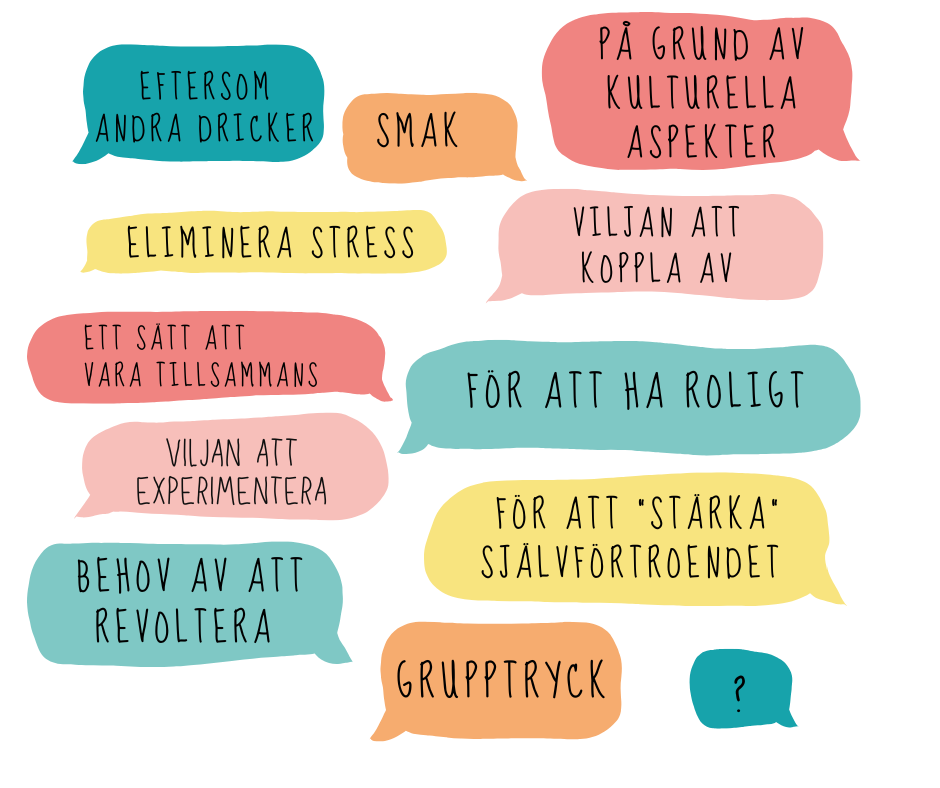 EFTERSOM
ANDRA DRICKER
SMAK
PÅ GRUND AV
KULTURELLA
ASPEKTER
ELIMINERA STRESS
VILJAN ATT
KOPPLA AV
ETT SÄTT ATT
VARA TILLSAMMANS
FÖR ATT HA ROLIGT
VILJAN ATT
EXPERIMENTERA
FÖR ATT "STÄRKA"
SJÄLVFÖRTROENDET
BEHOV AV ATT
REVOLTERA
GRUPPTRYCK
?